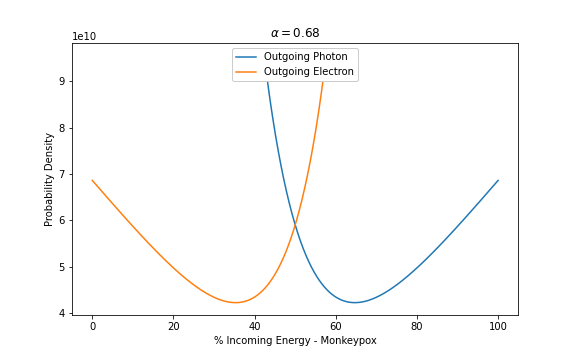 α = 0.68
1e10
Outgoing Photon
Outgoing Electron
9
8
7
6
5
4
Probability Density
0
20
40
60
80
100
% Incoming Energy - Monkeypox